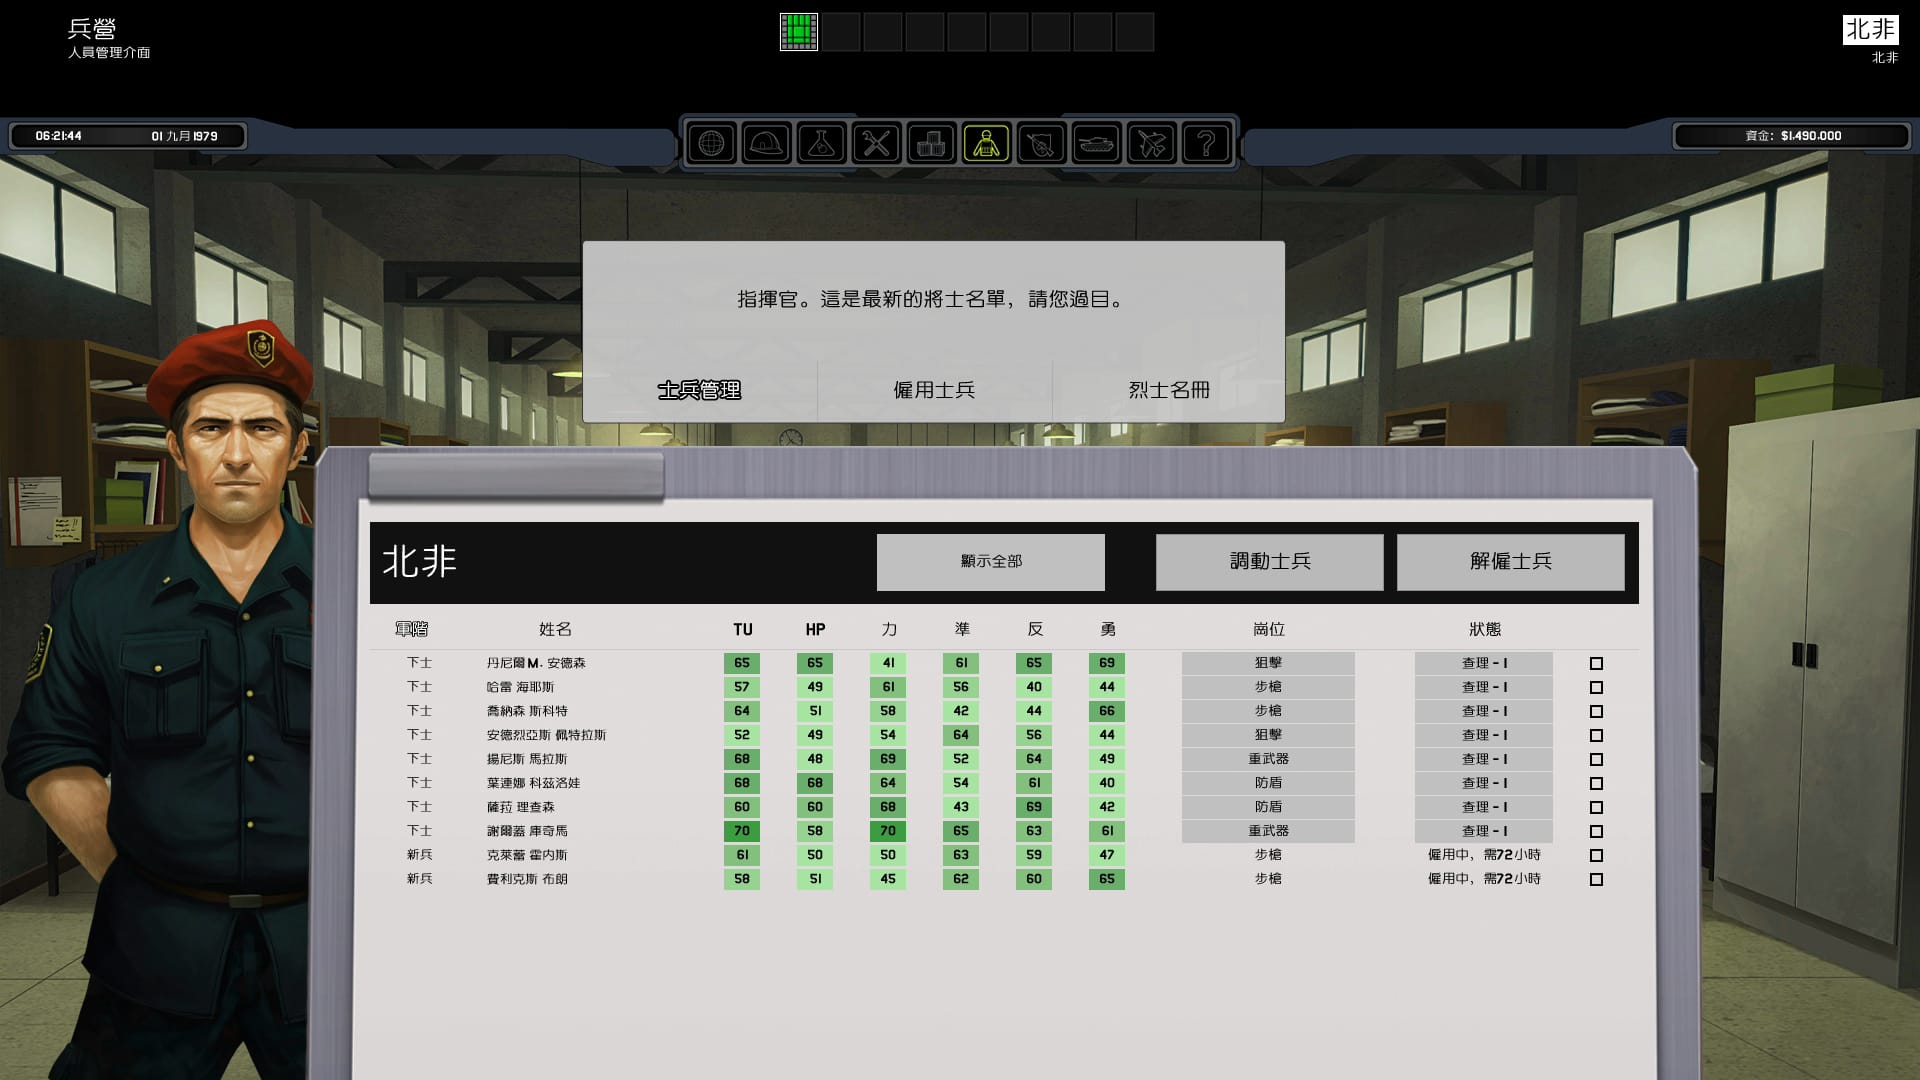 兵營
人員管理介面
北非
北非
06:21:44
01 九月 1979
資金: $1,490,000
指揮官。這是最新的將士名單，請您過目。
士兵管理 僱用士兵 烈士名冊
北非 顯示全部 調動士兵 解僱士兵
軍階 姓名 TU HP 力 準 反 勇 崗位 狀態
下士 丹尼爾 M. 安德森 65 65 41 61 65 69 狙擊 查理 - 1
下士 哈雷 海耶斯 57 49 61 56 40 44 步槍 查理 - 1
下士 喬納森 斯科特 64 51 58 42 44 66 步槍 查理 - 1
下士 安德烈亞斯 佩特拉斯 52 49 54 64 56 44 狙擊 查理 - 1
下士 揚尼斯 馬拉斯 68 48 69 52 64 49 重武器 查理 - 1
下士 葉連娜 科茲洛娃 68 68 64 54 61 40 防盾 查理 - 1
下士 薩菈 理查森 60 60 68 43 69 42 防盾 查理 - 1
下士 謝爾蓋 庫奇馬 70 58 70 65 63 61 重武器 查理 - 1
新兵 克萊蕾 霍内斯 61 50 50 63 59 47 步槍 僱用中，需72小時
新兵 費利克斯 布朗 58 51 45 62 60 65 步槍 僱用中，需72小時